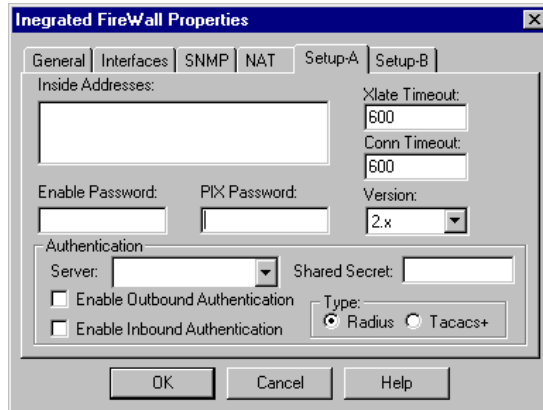 Inegrated FireWall Properties
General Interfaces SNMP NAT Setup-A Setup-B
Inside Addresses:
Xlate Timeout:
600
Conn Timeout:
600
Enable Password: PIX Password: Version:
2.x
Authentication
Server: Shared Secret:
Enable Outbound Authentication
Type:
Radius Tacacs+
Enable Inbound Authentication
OK Cancel Help